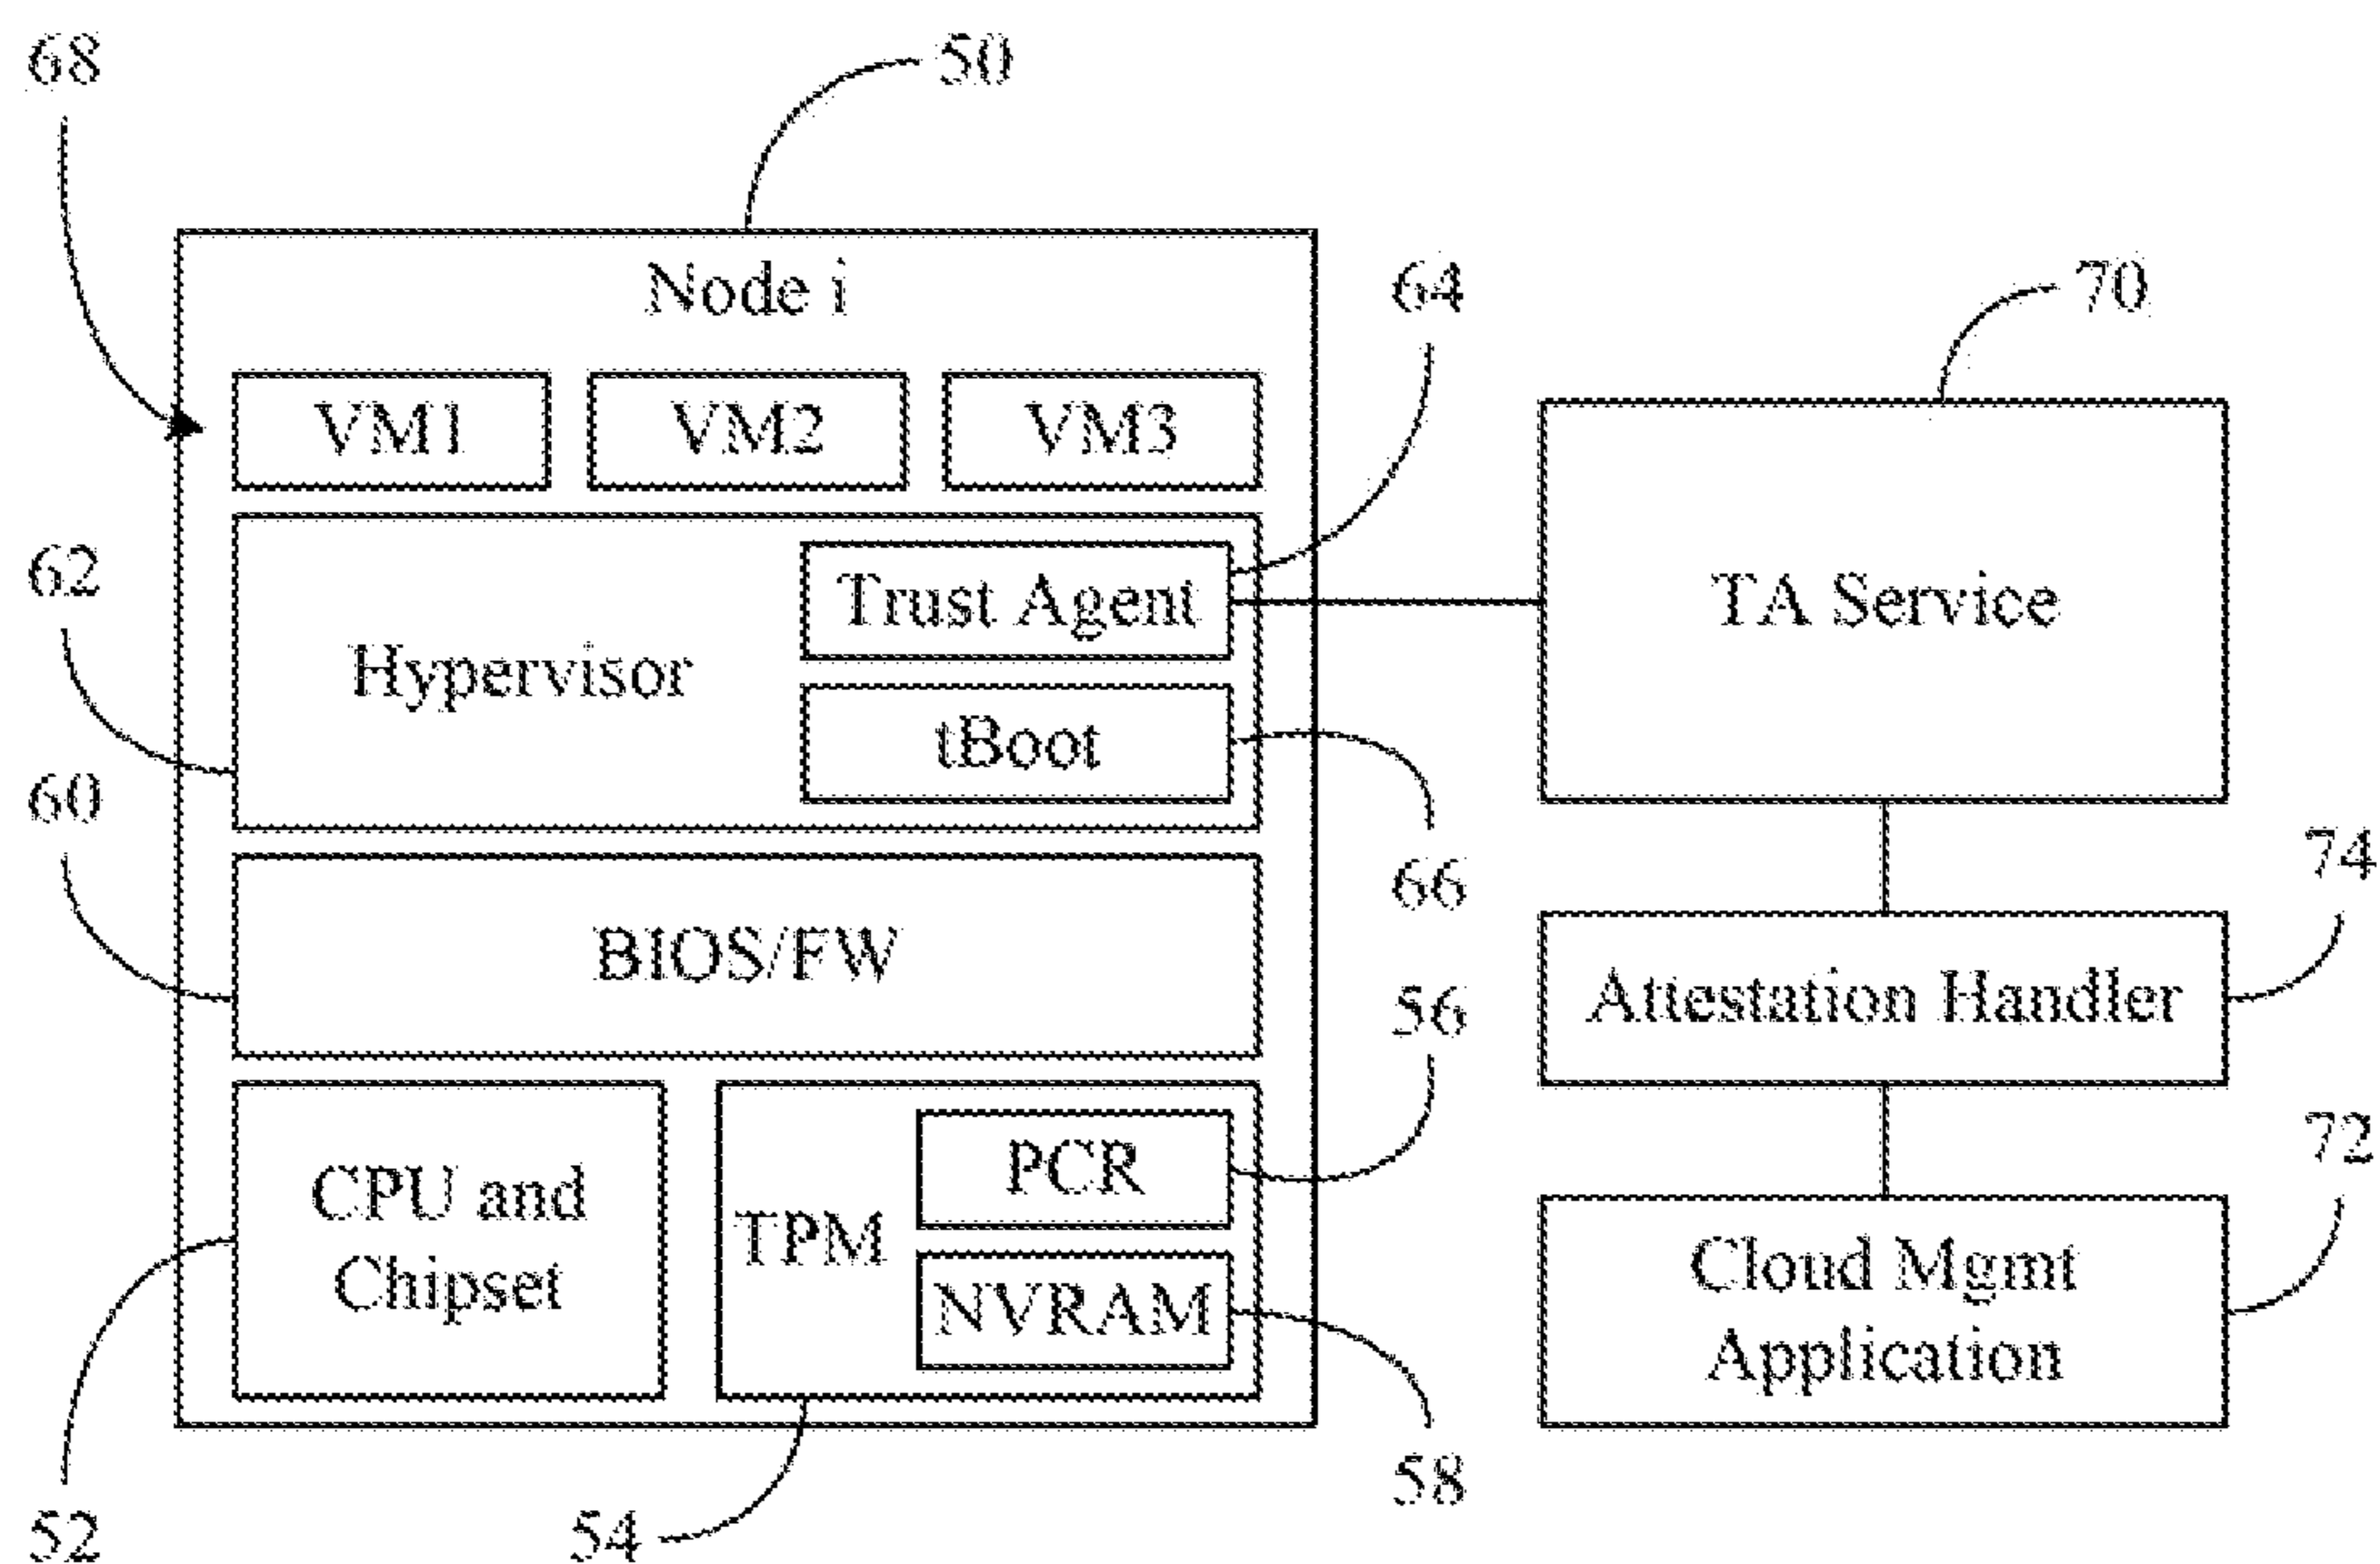 68
50
Node i
64
70
VM1 VM2 VM3
62
Trust Agent
TA Service
Hypervisor
tBoot
60
66
74
BIOS/FW
56
Attestation Handler
CPU and
Chipset
TPM
PCR
NVRAM
72
Cloud Mgmt
Application
58
52
54